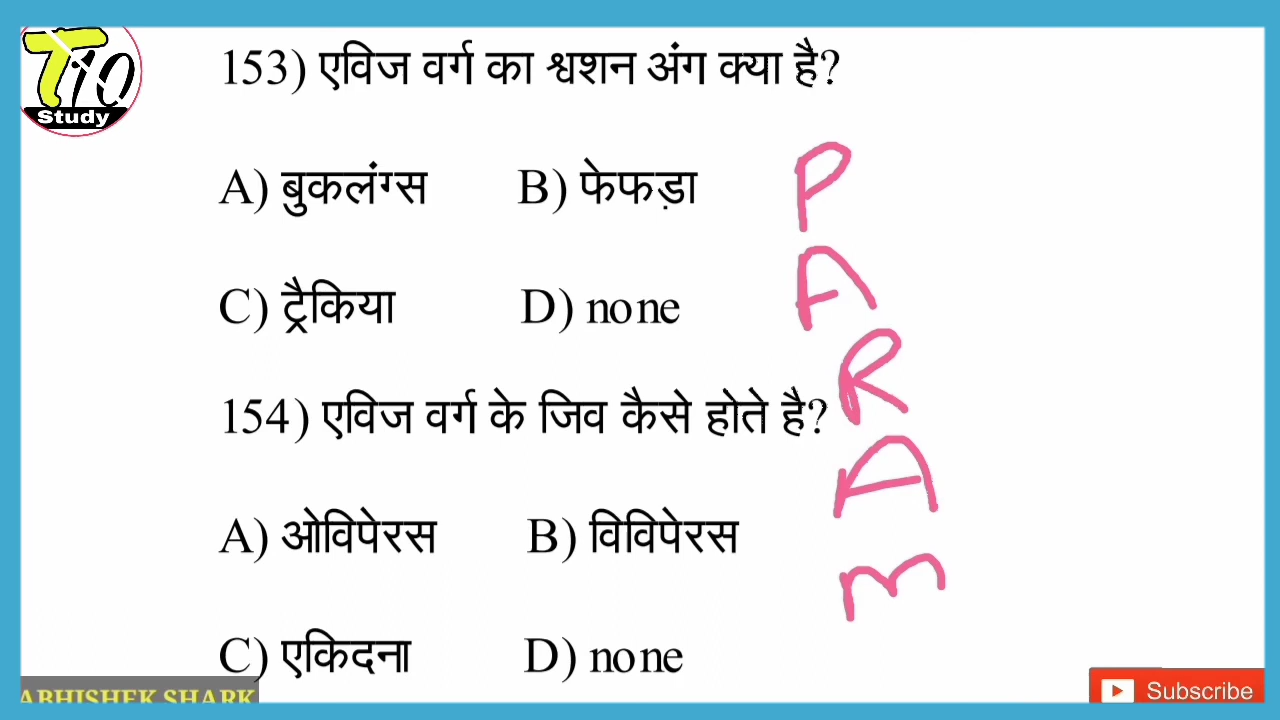 TiO
Study
153) एविज वर्ग का श्वशन अंग क्या है?
A) बुकलंग्स B) फेफड़ा
C) ट्रैकिया D) none
154) एविज वर्ग के जिव कैसे होते है?
A) ओविपेरस B) विविपेरस
C) एकिदना D) none
P
A
R
A
M
ABHISHEK SHARK
Subscribe